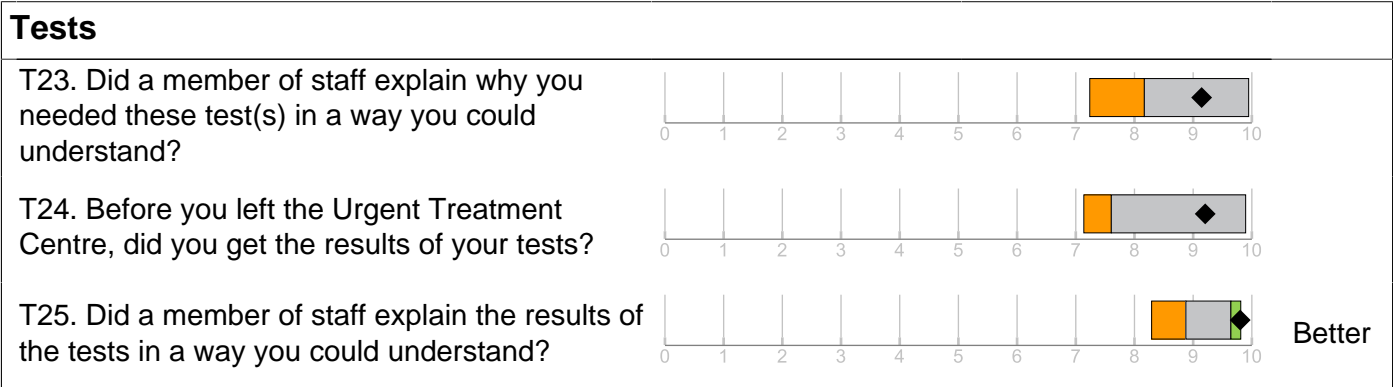 Tests
T23. Did a member of staff explain why you
needed these test(s) in a way you could
understand?
0 1 2 3 4 5 6 7 8 9 10
T24. Before you left the Urgent Treatment
Centre, did you get the results of your tests?
0 1 2 3 4 5 6 7 8 9 10
T25. Did a member of staff explain the results of
the tests in a way you could understand?
0 1 2 3 4 5 6 7 8 9 10
Better